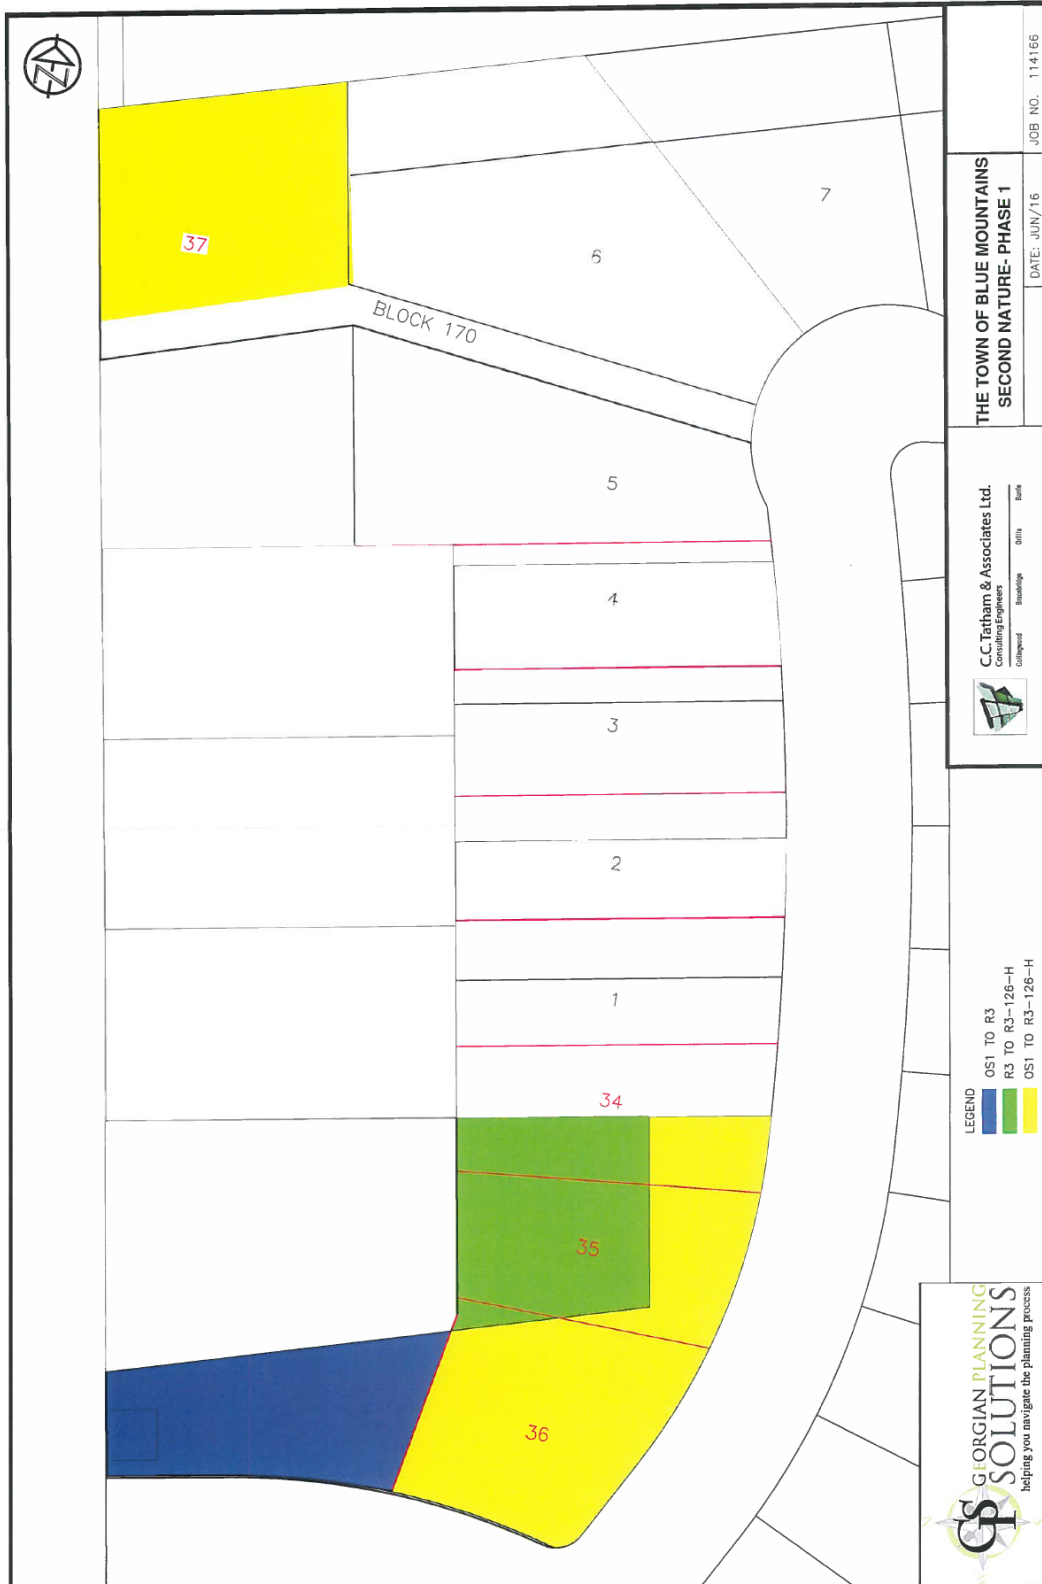 N
37
BLOCK 170
7
6
5
4
3
2
1
34
35
36
THE TOWN OF BLUE MOUNTAINS
SECOND NATURE- PHASE 1
DATE: JUN/16
JOB NO. 114166
C.C.Tatham & Associates Ltd.
Consulting Engineers
Collingwood Bracebridge Orillia Barrie
LEGEND
OS1 TO R3
R3 TO R3-126-H
OS1 TO R3-126-H
GPS
GEORGIAN PLANNING
SOLUTIONS
helping you navigate the planning process